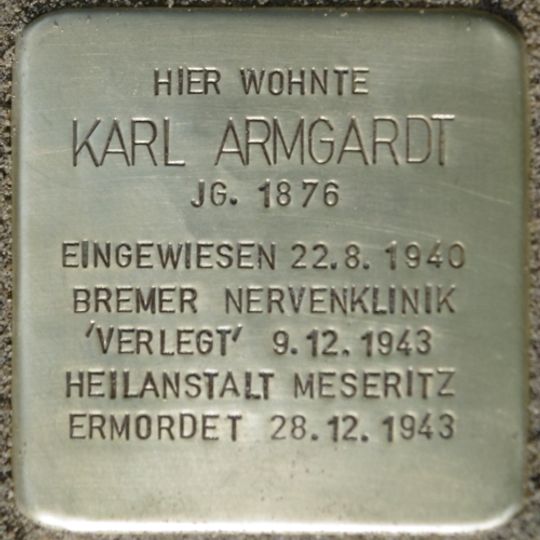 HIER WOHNTE
KARL ARMGARDT
JG. 1876
EINGEWIESEN 22.8. 1940
BREMER NERVENKLINIK
'VERLEGT' 9.12.1943
HEILANSTALT MESERITZ
ERMORDET 28.12.1943